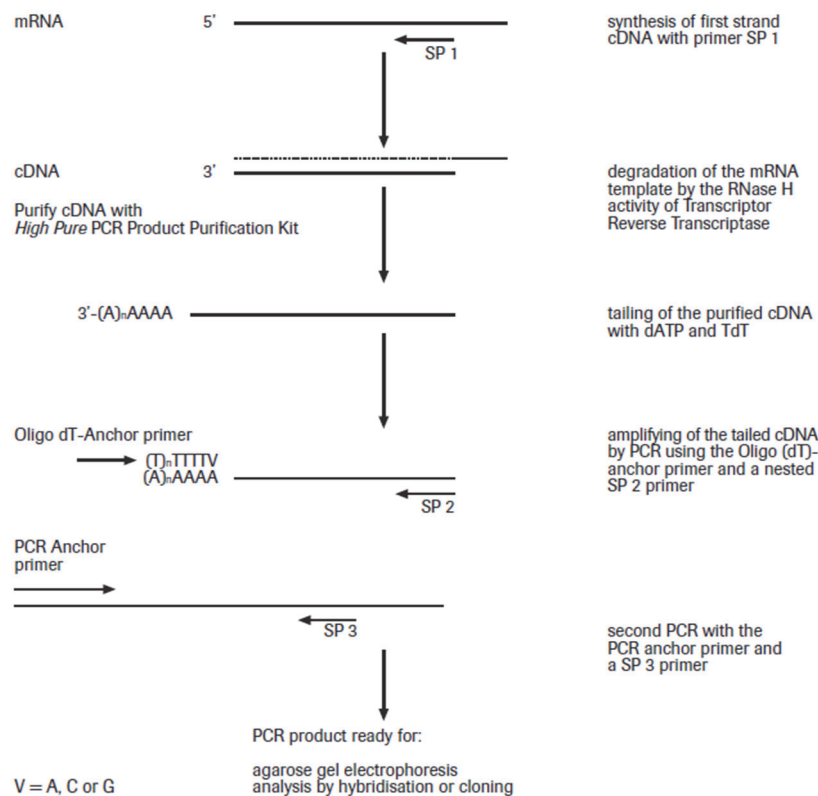 mRNA 5' synthesis of first strand
cDNA with primer SP 1
SP 1
cDNA 3' degradation of the mRNA
template by the RNase H
Purify cDNA with activity of Transcriptor
High Pure PCR Product Purification Kit Reverse Transcriptase
3'-(A)nAAAA tailing of the purified cDNA
with dATP and TdT
Oligo dT-Anchor primer amplifying of the tailed cDNA
(T)nTTTTV by PCR using the Oligo (dT)-
(A)nAAAA anchor primer and a nested
SP 2 SP 2 primer
PCR Anchor
primer
SP 3 second PCR with the
PCR anchor primer and
a SP 3 primer
PCR product ready for:
agarose gel electrophoresis
V = A, C or G analysis by hybridisation or cloning